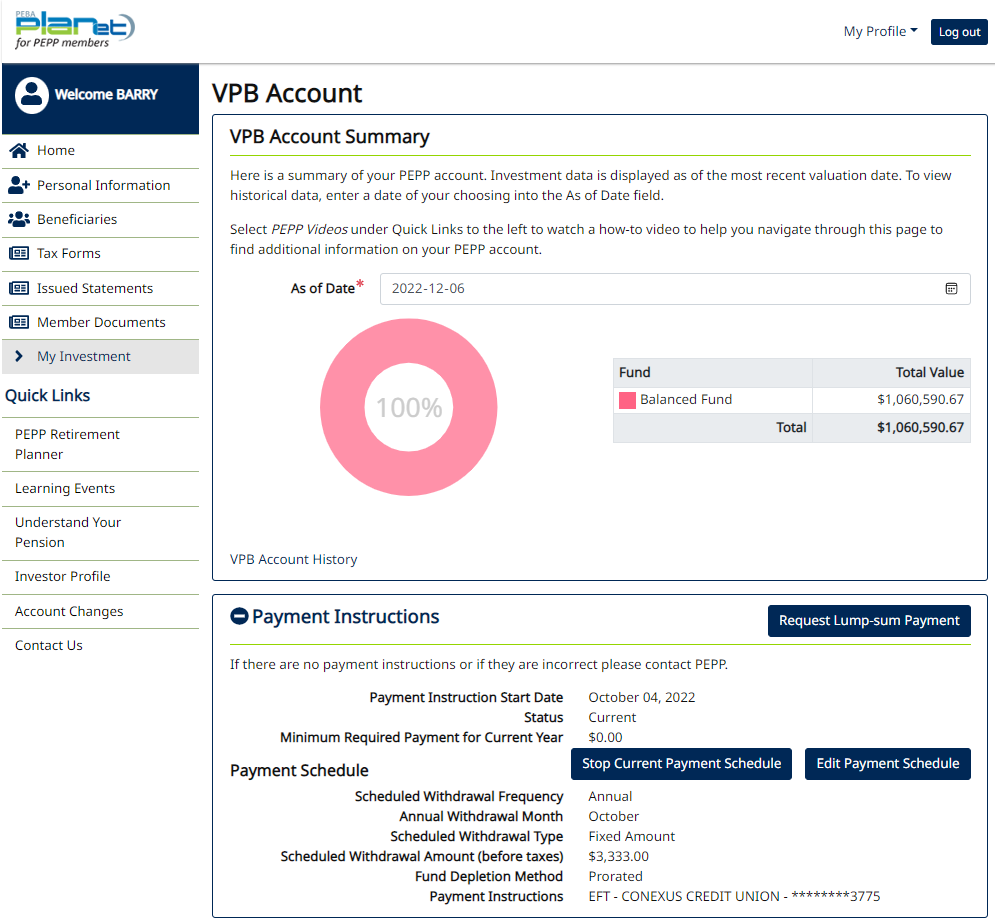 PEBA
planet
for PEPP members
My Profile
Log out
Welcome BARRY
Home
Personal Information
Beneficiaries
Tax Forms
Issued Statements
Member Documents
My Investment
Quick Links
PEPP Retirement
Planner
Learning Events
Understand Your
Pension
Investor Profile
Account Changes
Contact Us
VPB Account
VPB Account Summary
Here is a summary of your PEPP account. Investment data is displayed as of the most recent valuation date. To view
historical data, enter a date of your choosing into the As of Date field.
Select PEPP Videos under Quick Links to the left to watch a how-to video to help you navigate through this page to
find additional information on your PEPP account.
As of Date* 2022-12-06
100%
Fund Total Value
Balanced Fund $1,060,590.67
Total $1,060,590.67
VPB Account History
Payment Instructions
Request Lump-sum Payment
If there are no payment instructions or if they are incorrect please contact PEPP.
Payment Instruction Start Date October 04, 2022
Status Current
Minimum Required Payment for Current Year $0.00
Payment Schedule
Stop Current Payment Schedule
Edit Payment Schedule
Scheduled Withdrawal Frequency Annual
Annual Withdrawal Month October
Scheduled Withdrawal Type Fixed Amount
Scheduled Withdrawal Amount (before taxes) $3,333.00
Fund Depletion Method Prorated
Payment Instructions EFT - CONEXUS CREDIT UNION - ********3775